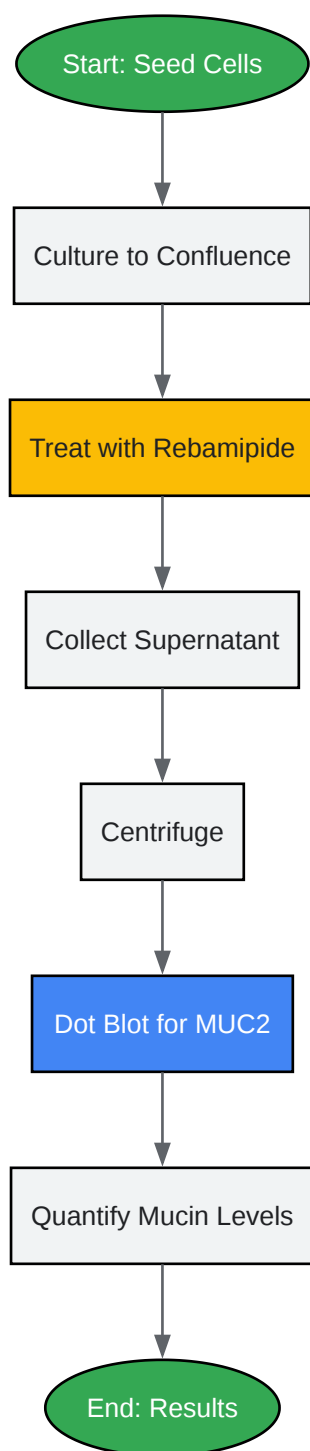 Start: Seed Cells
Culture to Confluence
Treat with Rebamipide
Collect Supernatant
Centrifuge
Dot Blot for MUC2
Quantify Mucin Levels
End: Results